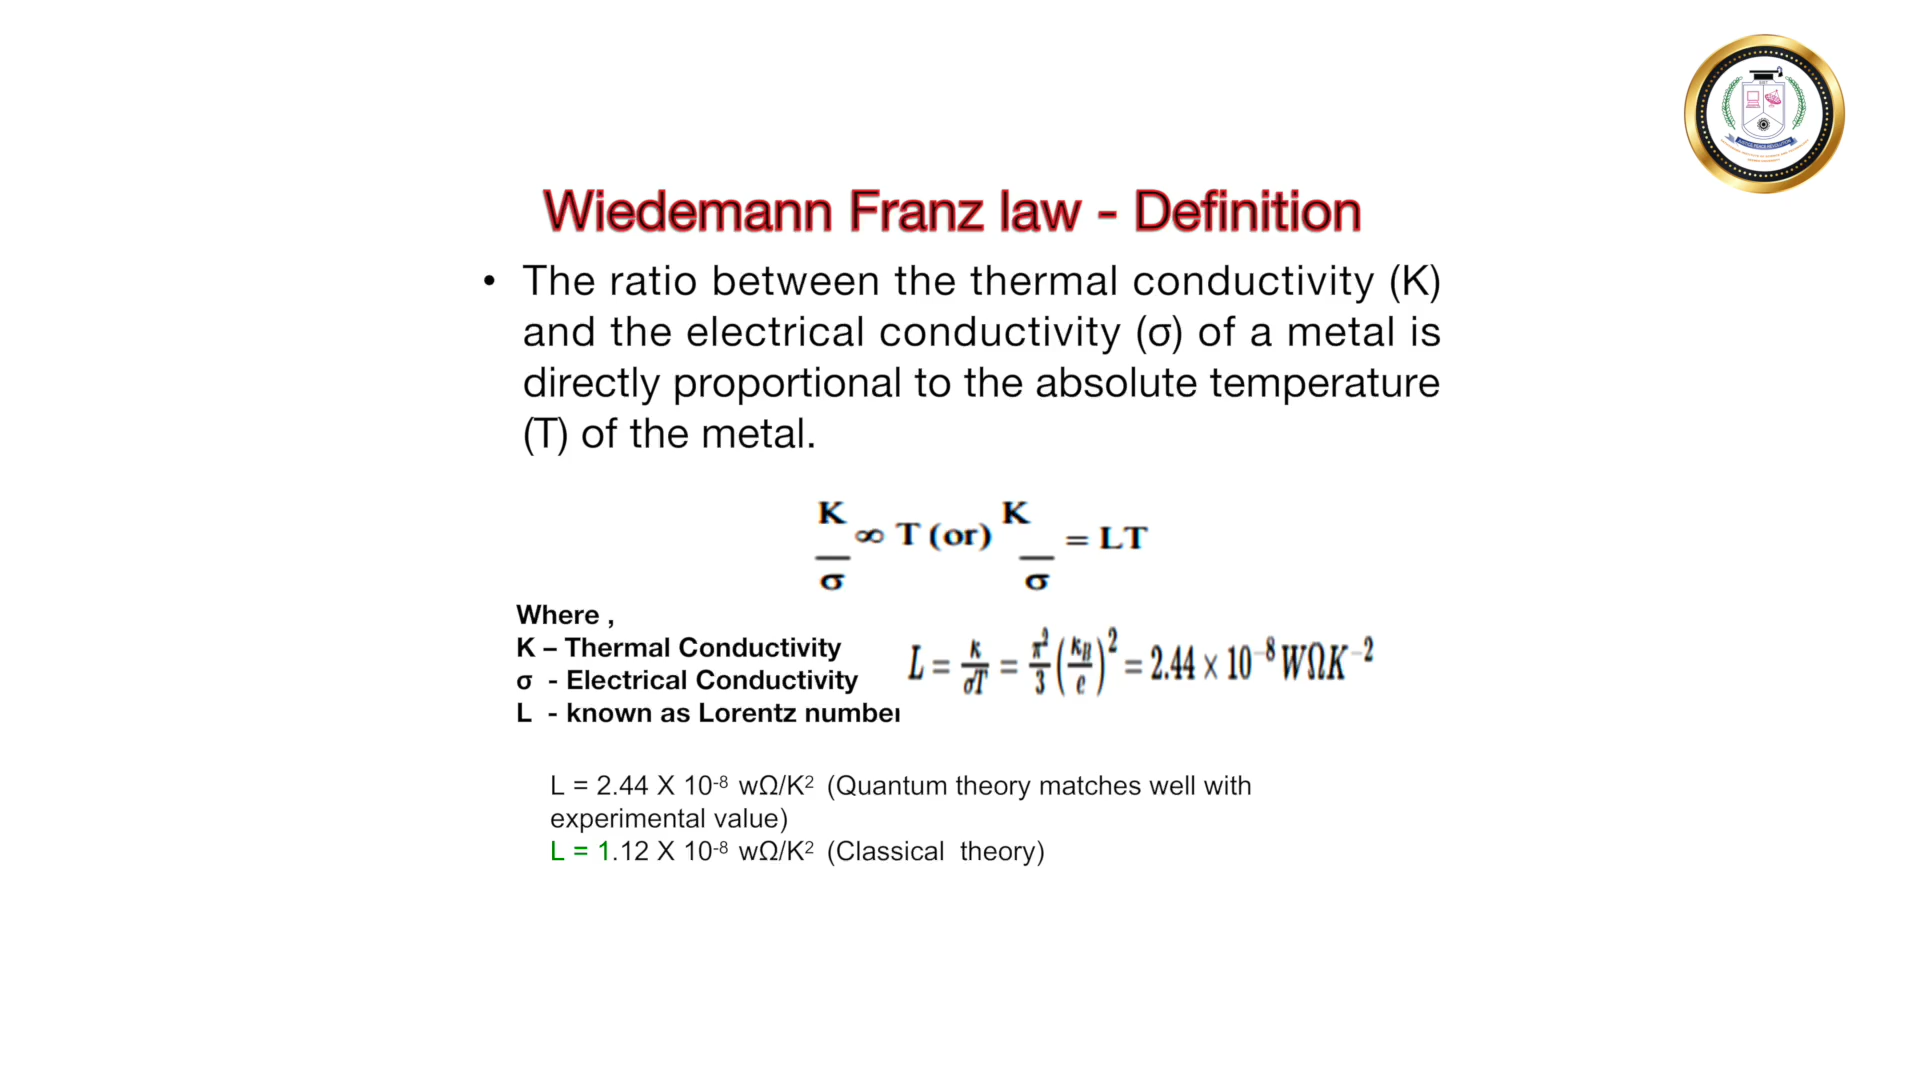 Wiedemann Franz law - Definition
• The ratio between the thermal conductivity (K)
and the electrical conductivity (σ) of a metal is
directly proportional to the absolute temperature
(T) of the metal.
K/σ ∞ T (or) K/σ = LT
Where ,
K – Thermal Conductivity
σ - Electrical Conductivity
L - known as Lorentz number
L = κ/σT = π²/3 (κB/e)² = 2.44 × 10⁻⁸ WΩK⁻²
L = 2.44 X 10⁻⁸ wΩ/K² (Quantum theory matches well with
experimental value)
L = 1.12 X 10⁻⁸ wΩ/K² (Classical theory)